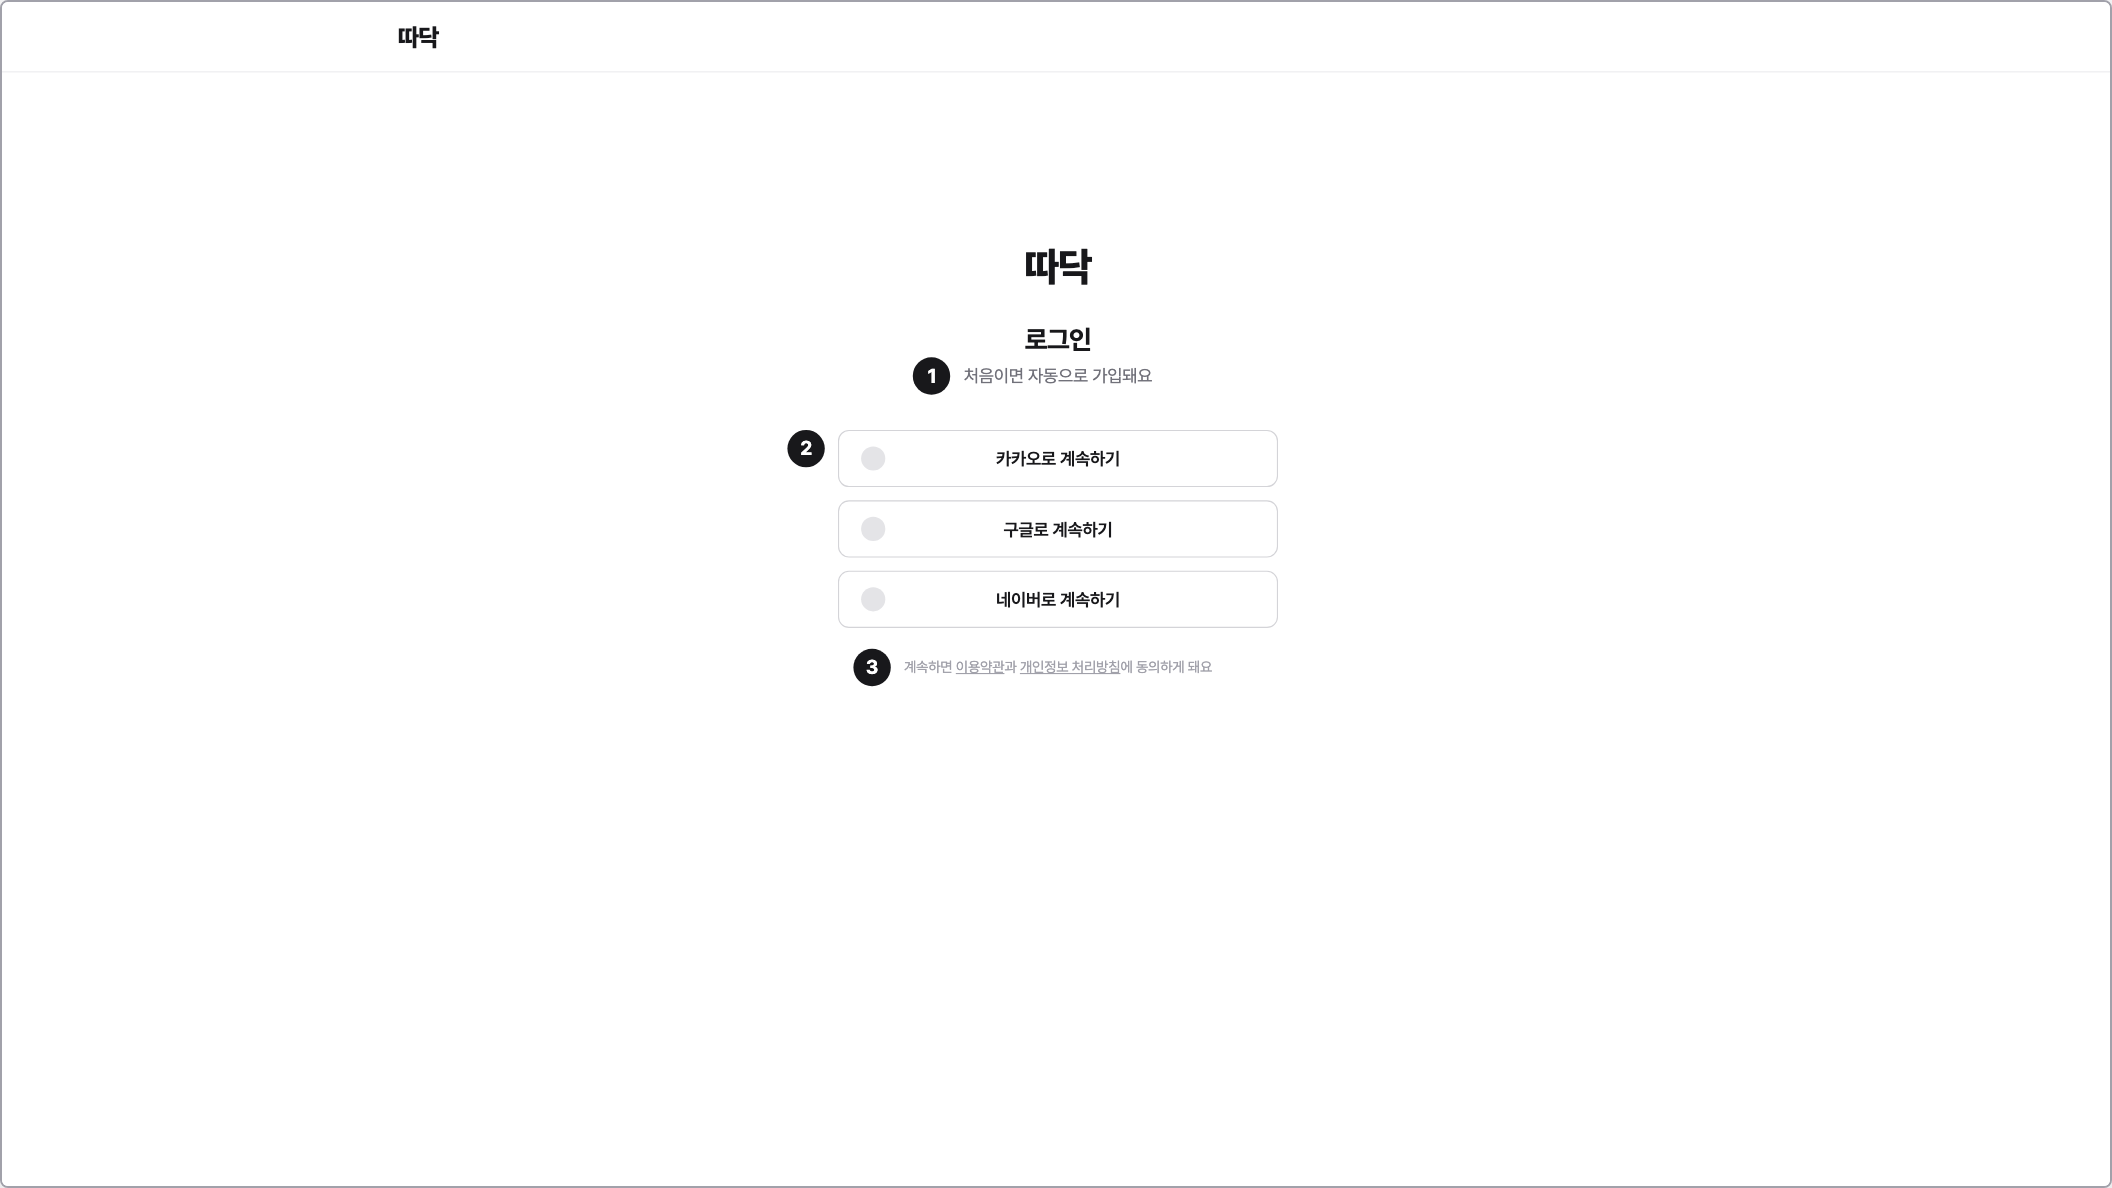 따닥
따닥
로그인
1 처음이면 자동으로 가입돼요
2 카카오로 계속하기
구글로 계속하기
네이버로 계속하기
3 계속하면 이용약관과 개인정보 처리방침에 동의하게 돼요